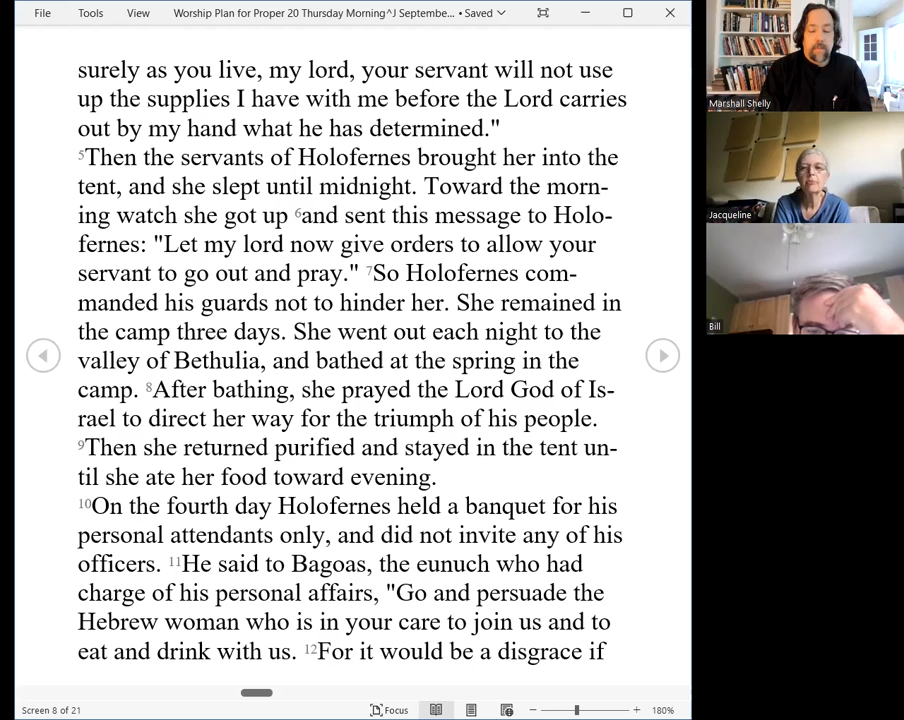 File Tools View Worship Plan for Proper 20 Thursday Morning^J Septembe... • Saved
surely as you live, my lord, your servant will not use
up the supplies I have with me before the Lord carries
out by my hand what he has determined."
5Then the servants of Holofernes brought her into the
tent, and she slept until midnight. Toward the morn-
ing watch she got up 6and sent this message to Holo-
fernes: "Let my lord now give orders to allow your
servant to go out and pray." 7So Holofernes com-
manded his guards not to hinder her. She remained in
the camp three days. She went out each night to the
valley of Bethulia, and bathed at the spring in the
camp. 8After bathing, she prayed the Lord God of Is-
rael to direct her way for the triumph of his people.
9Then she returned purified and stayed in the tent un-
til she ate her food toward evening.
10On the fourth day Holofernes held a banquet for his
personal attendants only, and did not invite any of his
officers. 11He said to Bagoas, the eunuch who had
charge of his personal affairs, "Go and persuade the
Hebrew woman who is in your care to join us and to
eat and drink with us. 12For it would be a disgrace if
Screen 8 of 21 Focus 180%
Marshall Shelly
Jacqueline
Bill